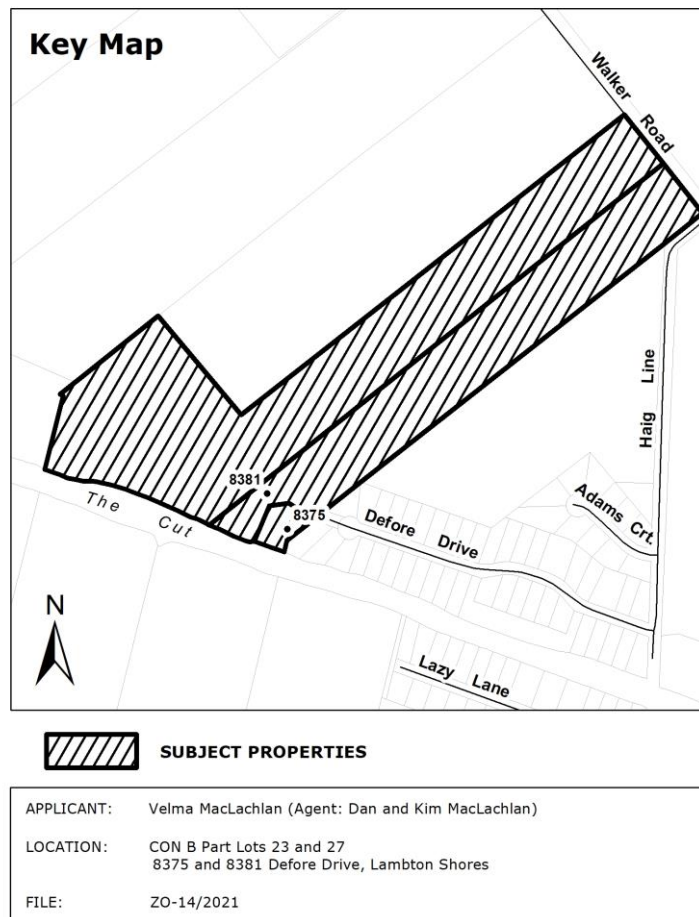 Key Map
Walker Road
Haig Line
8381
8375
The Cut
Defore Drive
Adams Crt.
Lazy Lane
N
SUBJECT PROPERTIES
APPLICANT: Velma MacLachlan (Agent: Dan and Kim MacLachlan)
LOCATION: CON B Part Lots 23 and 27
8375 and 8381 Defore Drive, Lambton Shores
FILE: ZO-14/2021